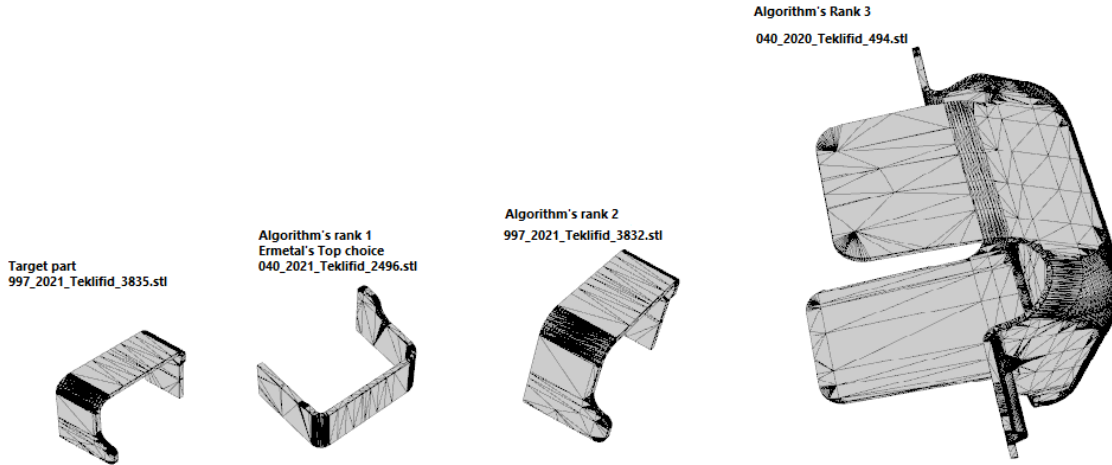 Target part
997_2021_Teklifid_3835.stl
Algorithm's rank 1
Ermetal's Top choice
040_2021_Teklifid_2496.stl
Algorithm's rank 2
997_2021_Teklifid_3832.stl
Algorithm's Rank 3
040_2020_Teklifid_494.stl